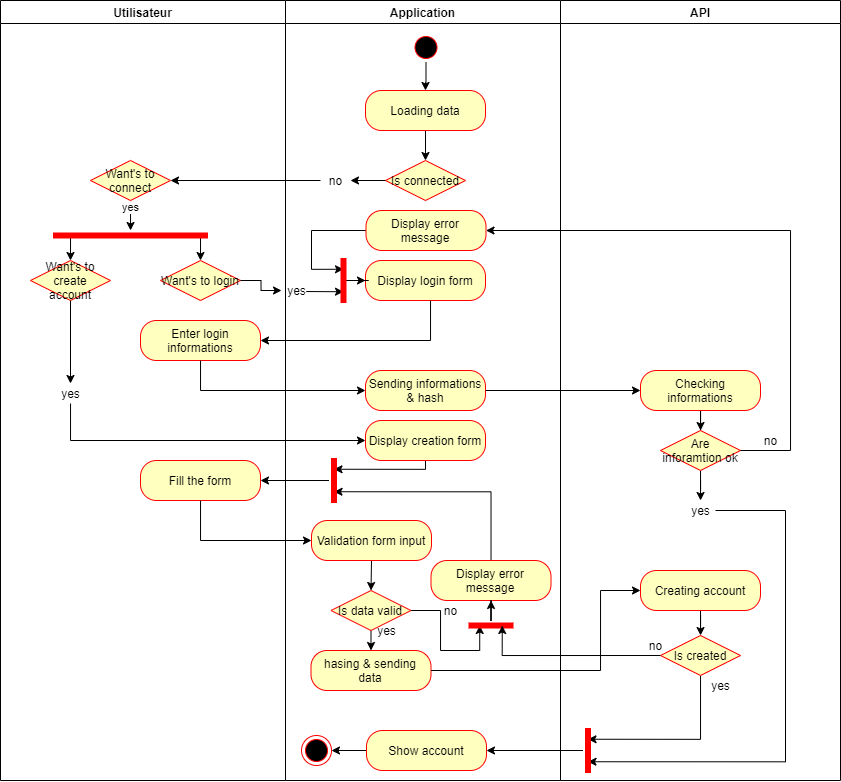 Utilisateur
Application
API
Loading data
Want's to
connect
no
Is connected
yes
Display error
message
Want's to
create
account
Want's to login
yes
Display login form
Enter login
informations
Sending informations
& hash
Checking
informations
yes
Display creation form
Are
inforamtion ok
no
Fill the form
yes
Validation form input
Display error
message
Creating account
Is data valid
no
yes
no
Is created
hasing & sending
data
yes
Show account